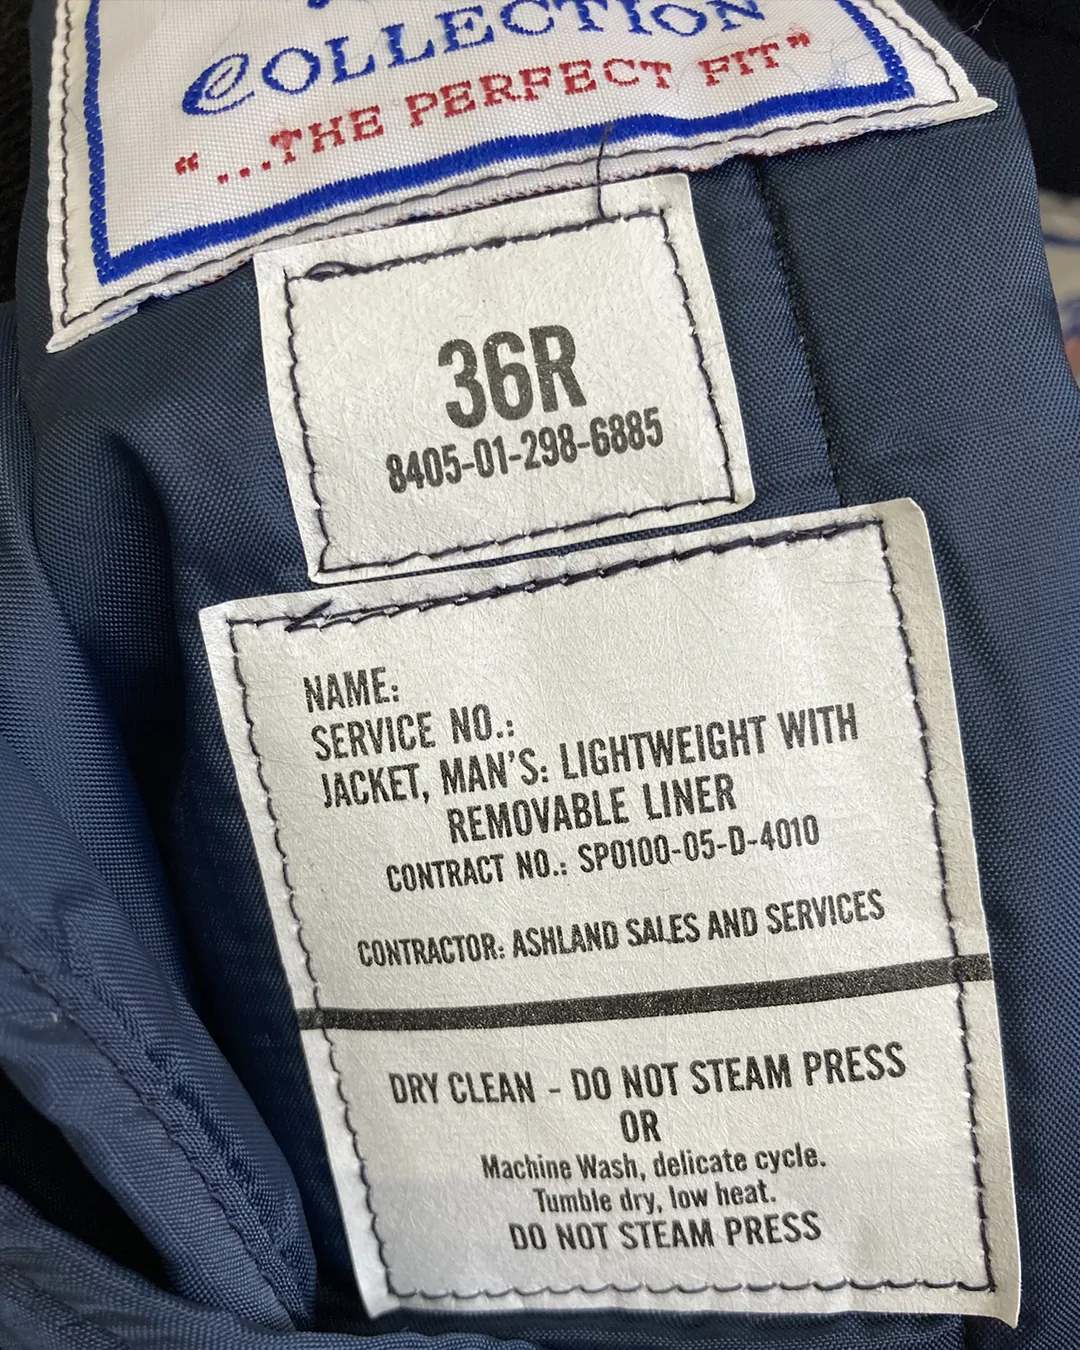 COLLECTION
"...THE PERFECT FIT"
36R
8405-01-298-6885
NAME:
SERVICE NO.:
JACKET, MAN'S: LIGHTWEIGHT WITH
REMOVABLE LINER
CONTRACT NO.: SP0100-05-D-4010
CONTRACTOR: ASHLAND SALES AND SERVICES
DRY CLEAN - DO NOT STEAM PRESS
OR
Machine Wash, delicate cycle.
Tumble dry, low heat.
DO NOT STEAM PRESS